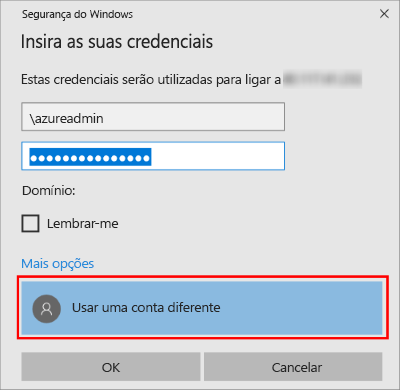 Segurança do Windows
Insira as suas credenciais
Estas credenciais serão utilizadas para ligar a
\azureadmin
●●●●●●●●●●●●●●●
Domínio:
Lembrar-me
Mais opções
Usar uma conta diferente
OK
Cancelar